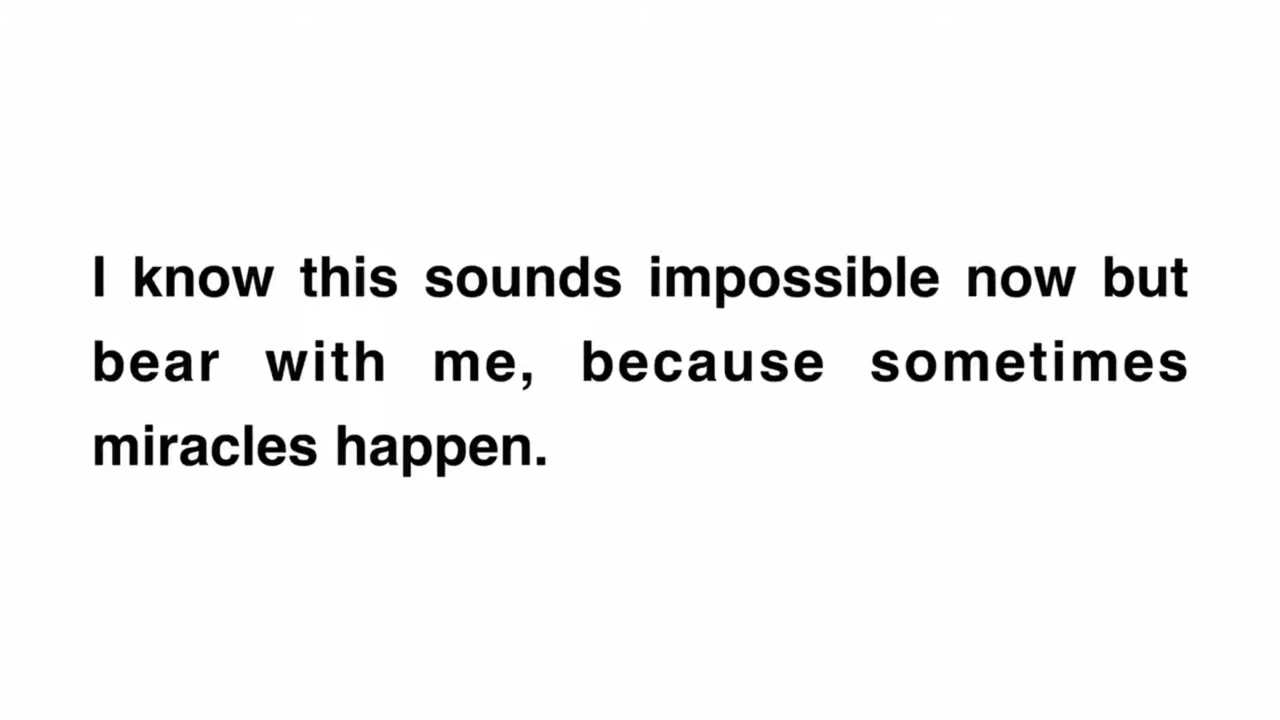 I know this sounds impossible now but
bear with me, because sometimes
miracles happen.